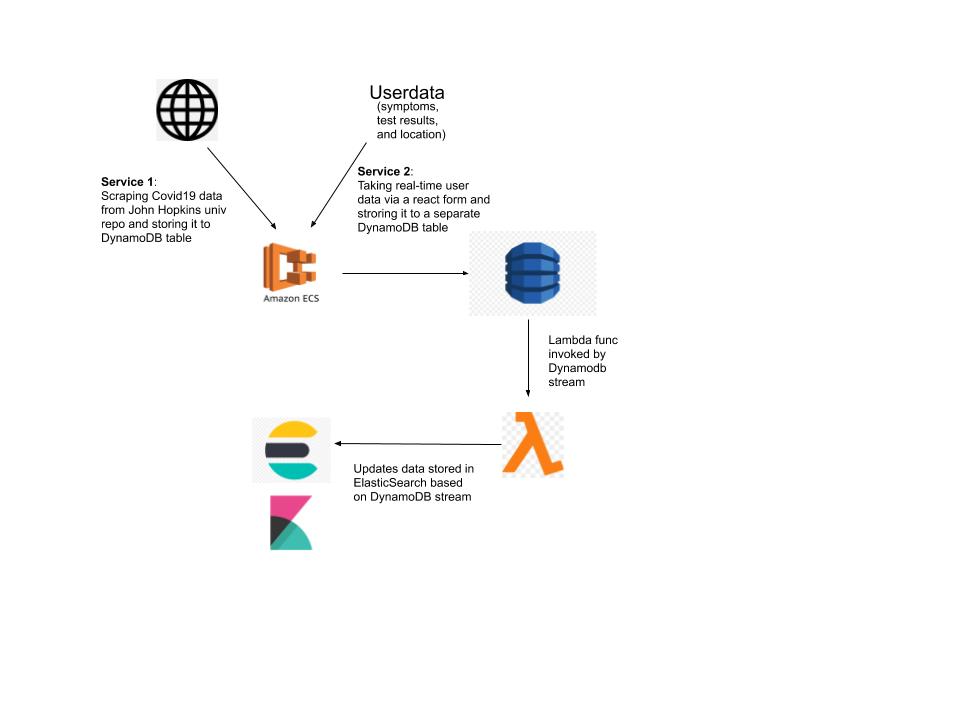 Userdata
(symptoms,
test results,
and location)
Service 1:
Scraping Covid19 data
from John Hopkins univ
repo and storing it to
DynamoDB table
Service 2:
Taking real-time user
data via a react form and
stroring it to a separate
DynamoDB table
Amazon ECS
Lambda func
invoked by
Dynamodb
stream
Updates data stored in
ElasticSearch based
on DynamoDB stream